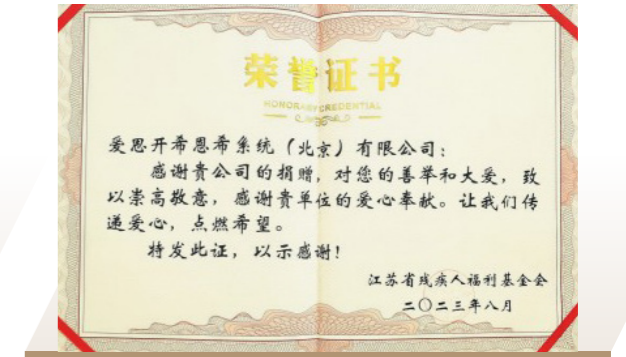 荣誉证书
HONORARY CREDENTIAL
爱思开希恩希系统（北京）有限公司：
感谢贵公司的捐赠，对您的善举和大爱，致
以崇高敬意，感谢贵单位的爱心奉献。让我们传
递爱心，点燃希望。
特发此证，以示感谢！
江苏省残疾人福利基金会
二〇二三年八月